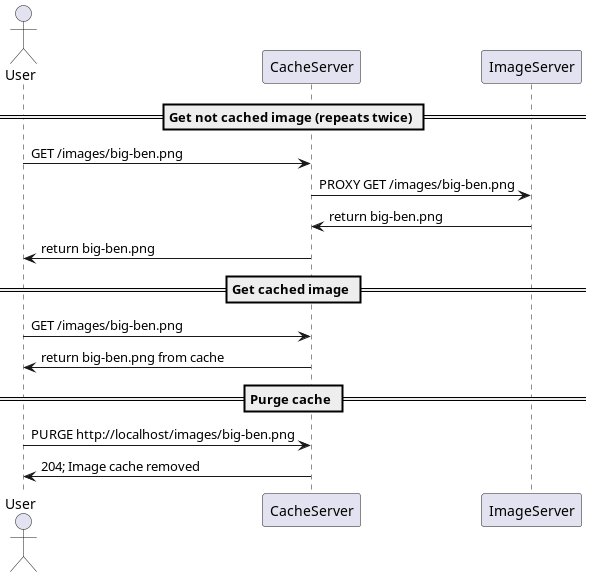 User
CacheServer
ImageServer
Get not cached image (repeats twice)
GET /images/big-ben.png
PROXY GET /images/big-ben.png
return big-ben.png
return big-ben.png
Get cached image
GET /images/big-ben.png
return big-ben.png from cache
Purge cache
PURGE http://localhost/images/big-ben.png
204; Image cache removed
User
CacheServer
ImageServer